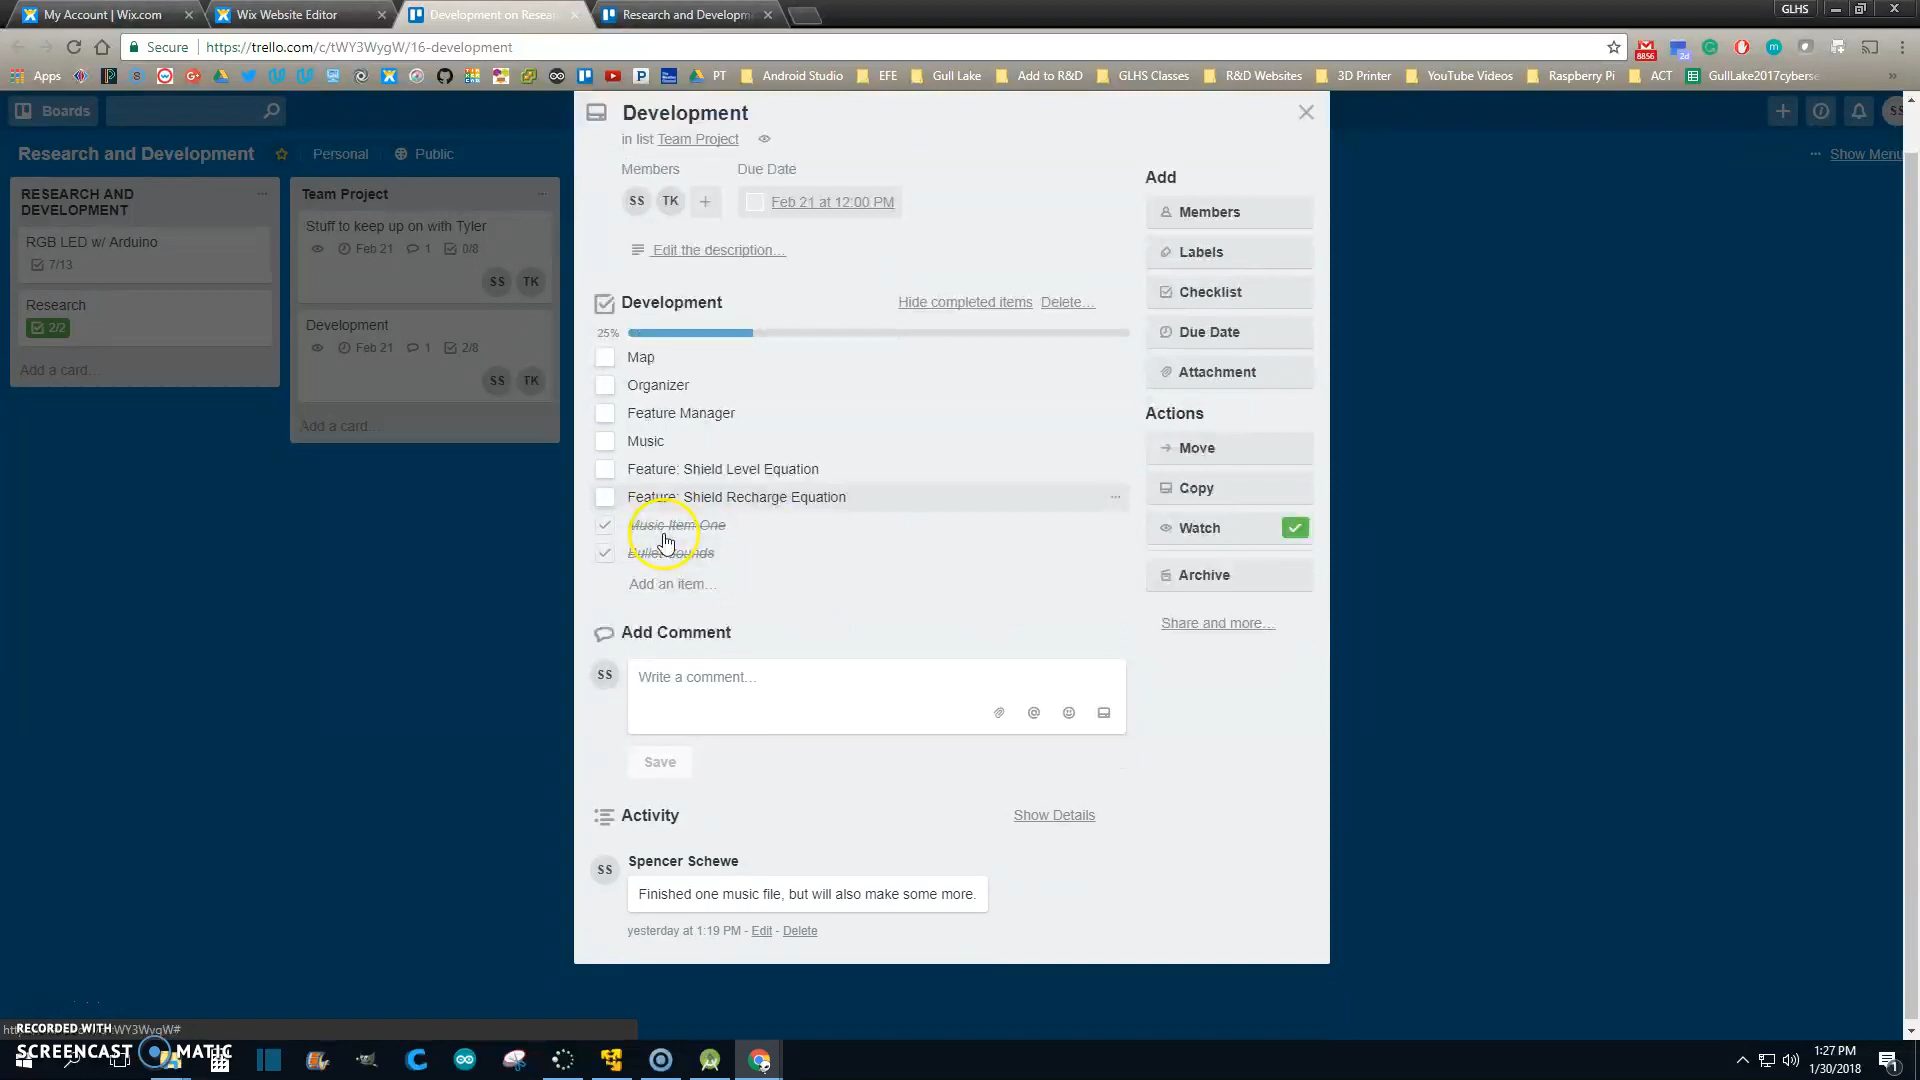 My Account | Wix.com
Wix Website Editor
Development on Resear
Research and Developm
GLHS
Secure
https://trello.com/c/tWY3WygW/16-development
8856
2d
Apps
PT
Android Studio
EFE
Gull Lake
Add to R&D
GLHS Classes
R&D Websites
3D Printer
YouTube Videos
Raspberry Pi
ACT
GullLake2017cyberse
Boards
SS
Research and Development
Personal
Public
Show Menu
RESEARCH AND
DEVELOPMENT
RGB LED w/ Arduino
7/13
Research
2/2
Add a card…
Team Project
Stuff to keep up on with Tyler
Feb 21
1
0/8
SS
TK
Development
Feb 21
1
2/8
SS
TK
Add a card…
Development
in list Team Project
Members
Due Date
SS
TK
Feb 21 at 12:00 PM
Edit the description…
Development
Hide completed items
Delete…
25%
Map
Organizer
Feature Manager
Music
Feature: Shield Level Equation
Feature: Shield Recharge Equation
Music Item One
Bullet Sounds
Add an item…
Add Comment
SS
Write a comment…
Save
Activity
Show Details
SS
Spencer Schewe
Finished one music file, but will also make some more.
yesterday at 1:19 PM - Edit - Delete
Add
Members
Labels
Checklist
Due Date
Attachment
Actions
Move
Copy
Watch
Archive
Share and more…
RECORDED WITH
SCREENCAST MATIC
1:27 PM
1/30/2018
1